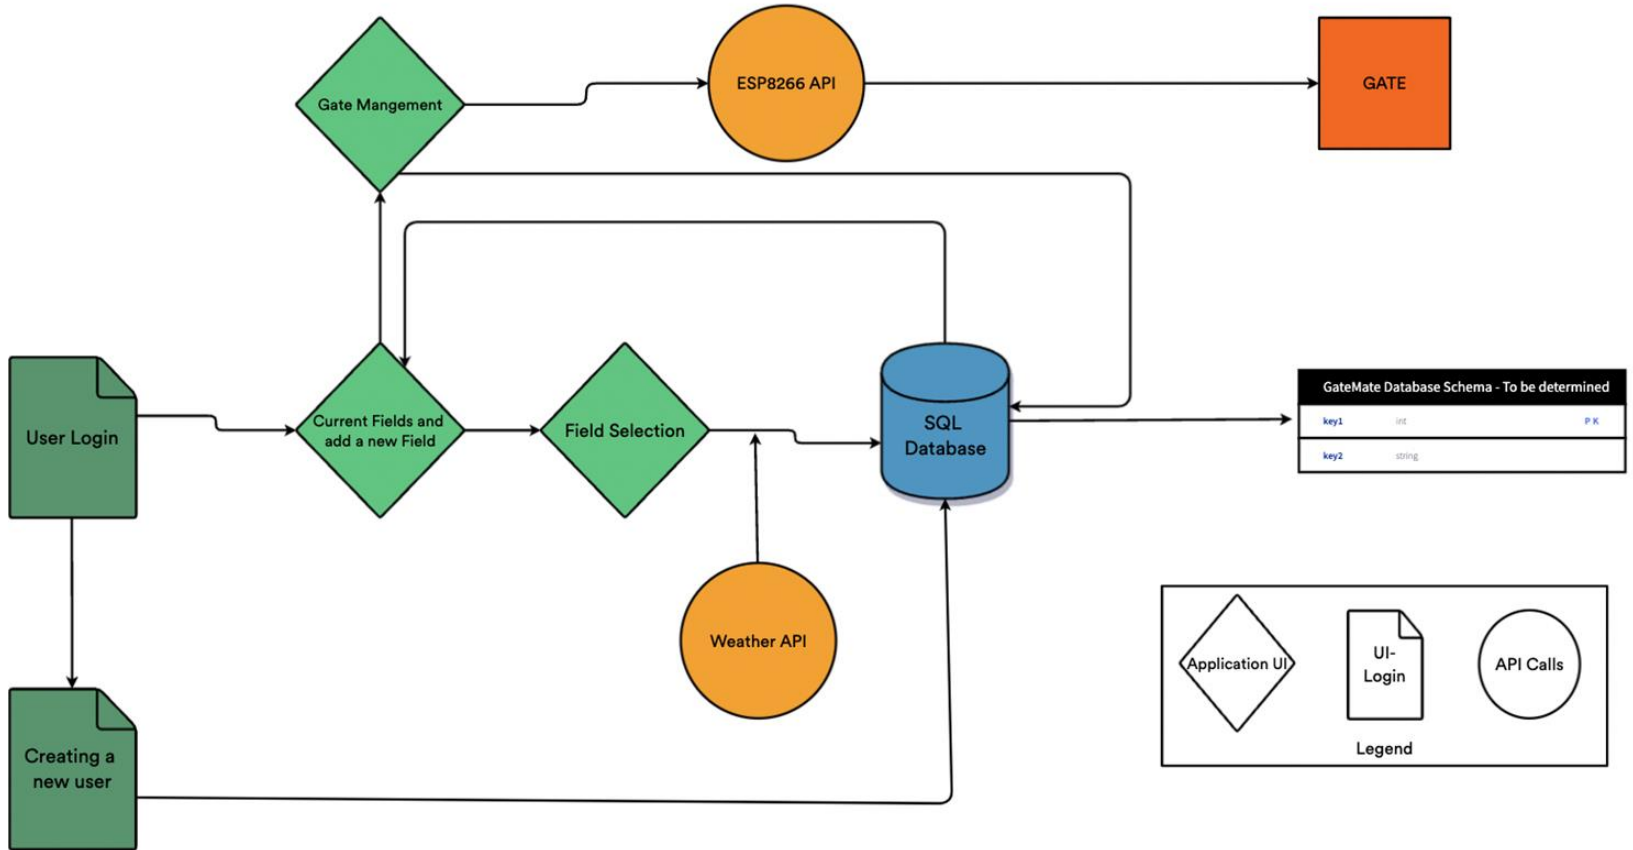 Gate Mangement
ESP8266 API
GATE
User Login
Current Fields and
add a new Field
Field Selection
SQL
Database
GateMate Database Schema - To be determined
key1 int P K
key2 string
Weather API
Creating a
new user
Application UI
UI-
Login
API Calls
Legend